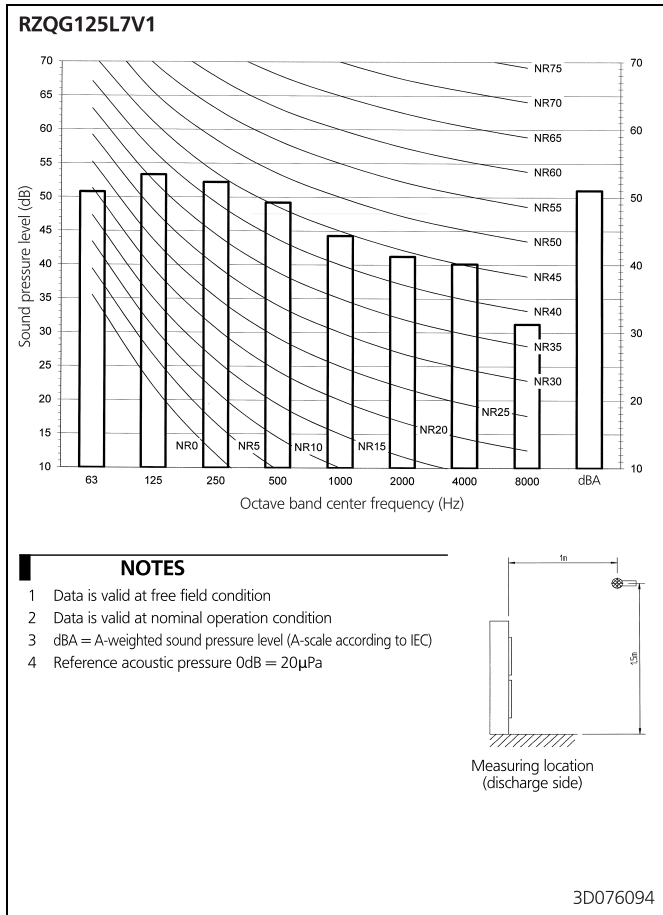 RZQG125L7V1
70
65
60
55
50
45
40
35
30
25
20
15
10
Sound pressure level (dB)
70
60
50
40
30
20
10
NR75
NR70
NR65
NR60
NR55
NR50
NR45
NR40
NR35
NR30
NR25
NR20
NR0 NR5 NR10 NR15
63 125 250 500 1000 2000 4000 8000 dBA
Octave band center frequency (Hz)
NOTES
1 Data is valid at free field condition
2 Data is valid at nominal operation condition
3 dBA = A-weighted sound pressure level (A-scale according to IEC)
4 Reference acoustic pressure 0dB = 20μPa
1m
1.5m
Measuring location
(discharge side)
3D076094